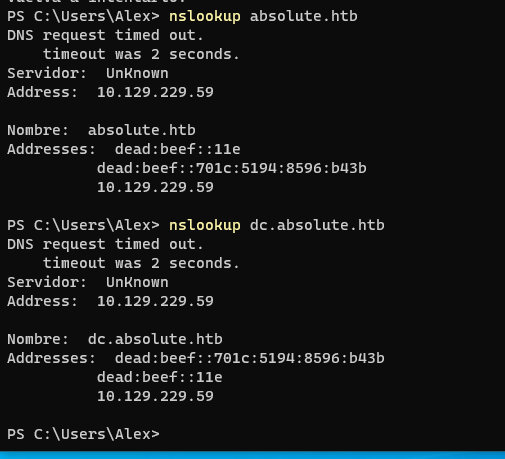 vuelva a intentarlo.
PS C:\Users\Alex> nslookup absolute.htb
DNS request timed out.
    timeout was 2 seconds.
Servidor:  UnKnown
Address:  10.129.229.59

Nombre:  absolute.htb
Addresses:  dead:beef::11e
          dead:beef::701c:5194:8596:b43b
          10.129.229.59

PS C:\Users\Alex> nslookup dc.absolute.htb
DNS request timed out.
    timeout was 2 seconds.
Servidor:  UnKnown
Address:  10.129.229.59

Nombre:  dc.absolute.htb
Addresses:  dead:beef::701c:5194:8596:b43b
          dead:beef::11e
          10.129.229.59

PS C:\Users\Alex>